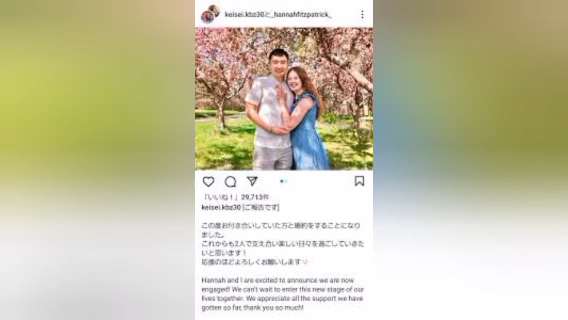 keisei.kbz30と_hannahfitzpatrick_
「いいね！」29,713件
keisei.kbz30 [ご報告です]
この度お付き合いしていた方と婚約をすることになり
ました。
これからも2人で支え合い楽しい日々を過ごしていきた
いと思います！
応援のほどよろしくお願いします♡
Hannah and I are excited to announce we are now
engaged! We can't wait to enter this new stage of our
lives together. We appreciate all the support we have
gotten so far, thank you so much!